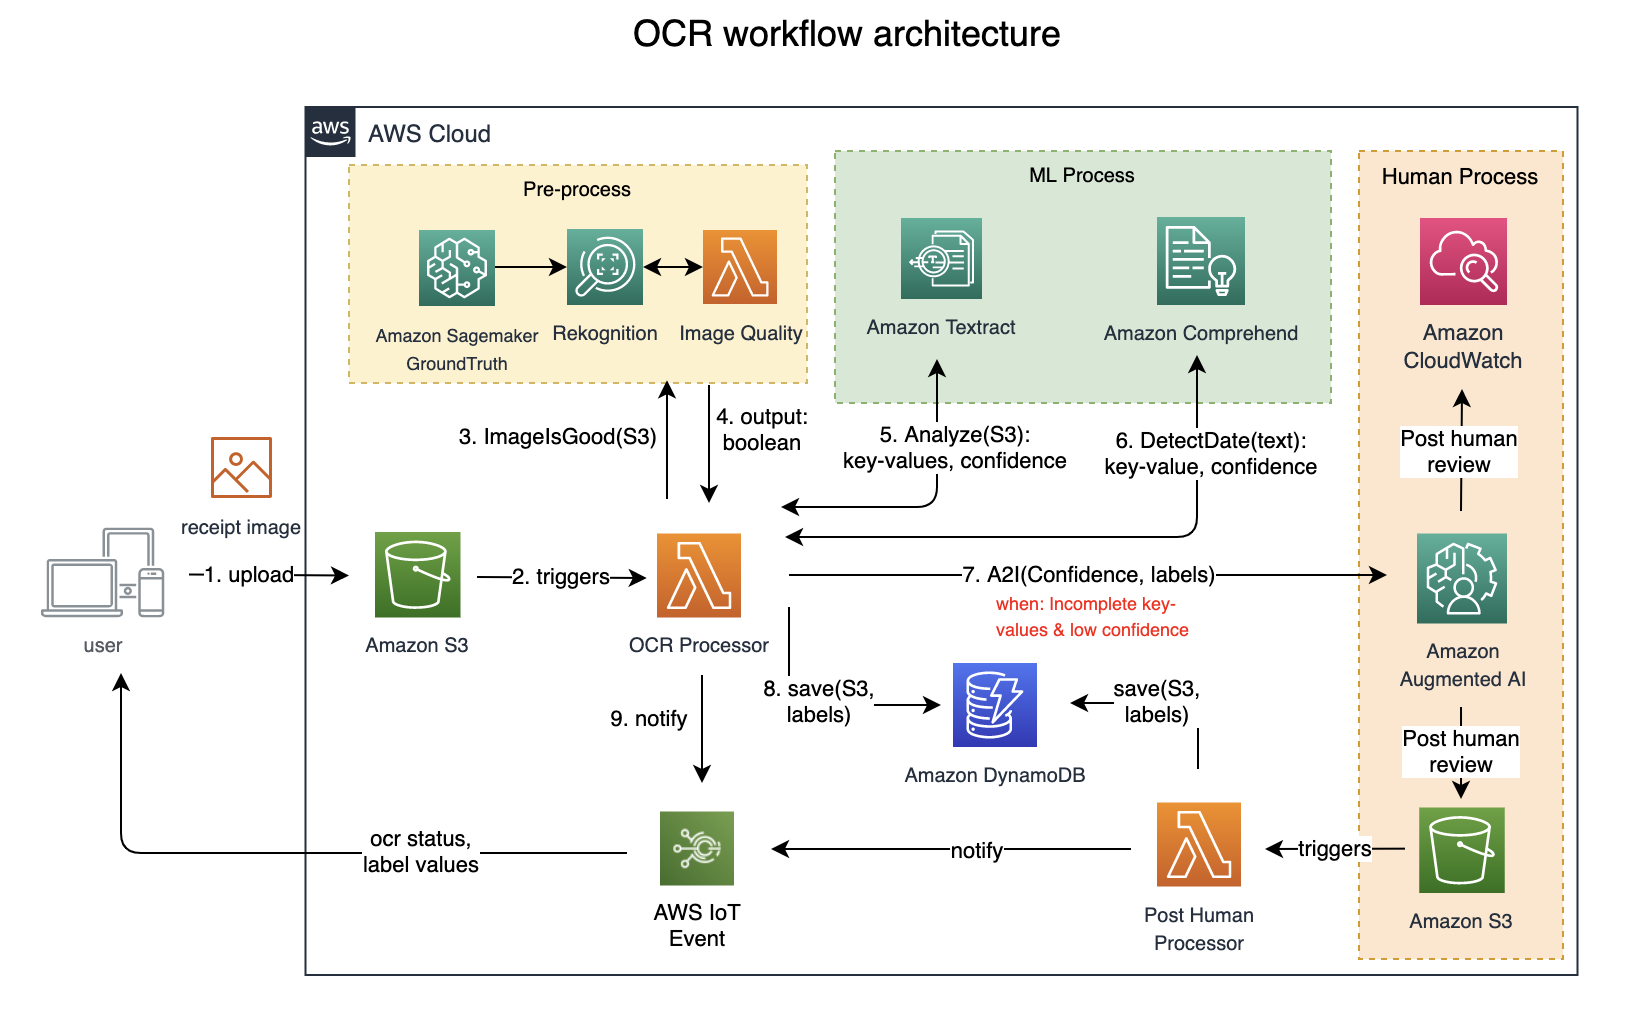 OCR workflow architecture
aws
AWS Cloud
Pre-process
Amazon Sagemaker
GroundTruth
Rekognition
Image Quality
ML Process
Amazon Textract
Amazon Comprehend
Human Process
Amazon
CloudWatch
3. ImageIsGood(S3)
4. output:
boolean
5. Analyze(S3):
key-values, confidence
6. DetectDate(text):
key-value, confidence
Post human
review
receipt image
user
1. upload
Amazon S3
2. triggers
OCR Processor
7. A2I(Confidence, labels)
when: Incomplete key-
values & low confidence
Amazon
Augmented AI
8. save(S3,
labels)
Amazon DynamoDB
save(S3,
labels)
9. notify
Post human
review
ocr status,
label values
AWS IoT
Event
notify
Post Human
Processor
triggers
Amazon S3